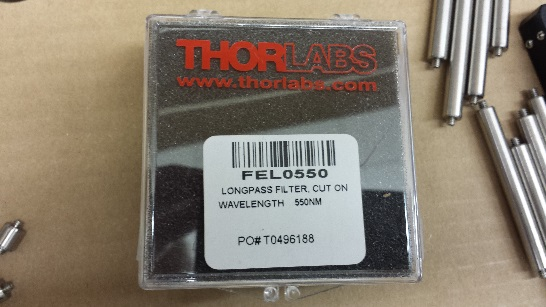 THORLABS
www.thorlabs.com
FEL0550
LONGPASS FILTER, CUT ON
WAVELENGTH 550NM
PO# T0496188